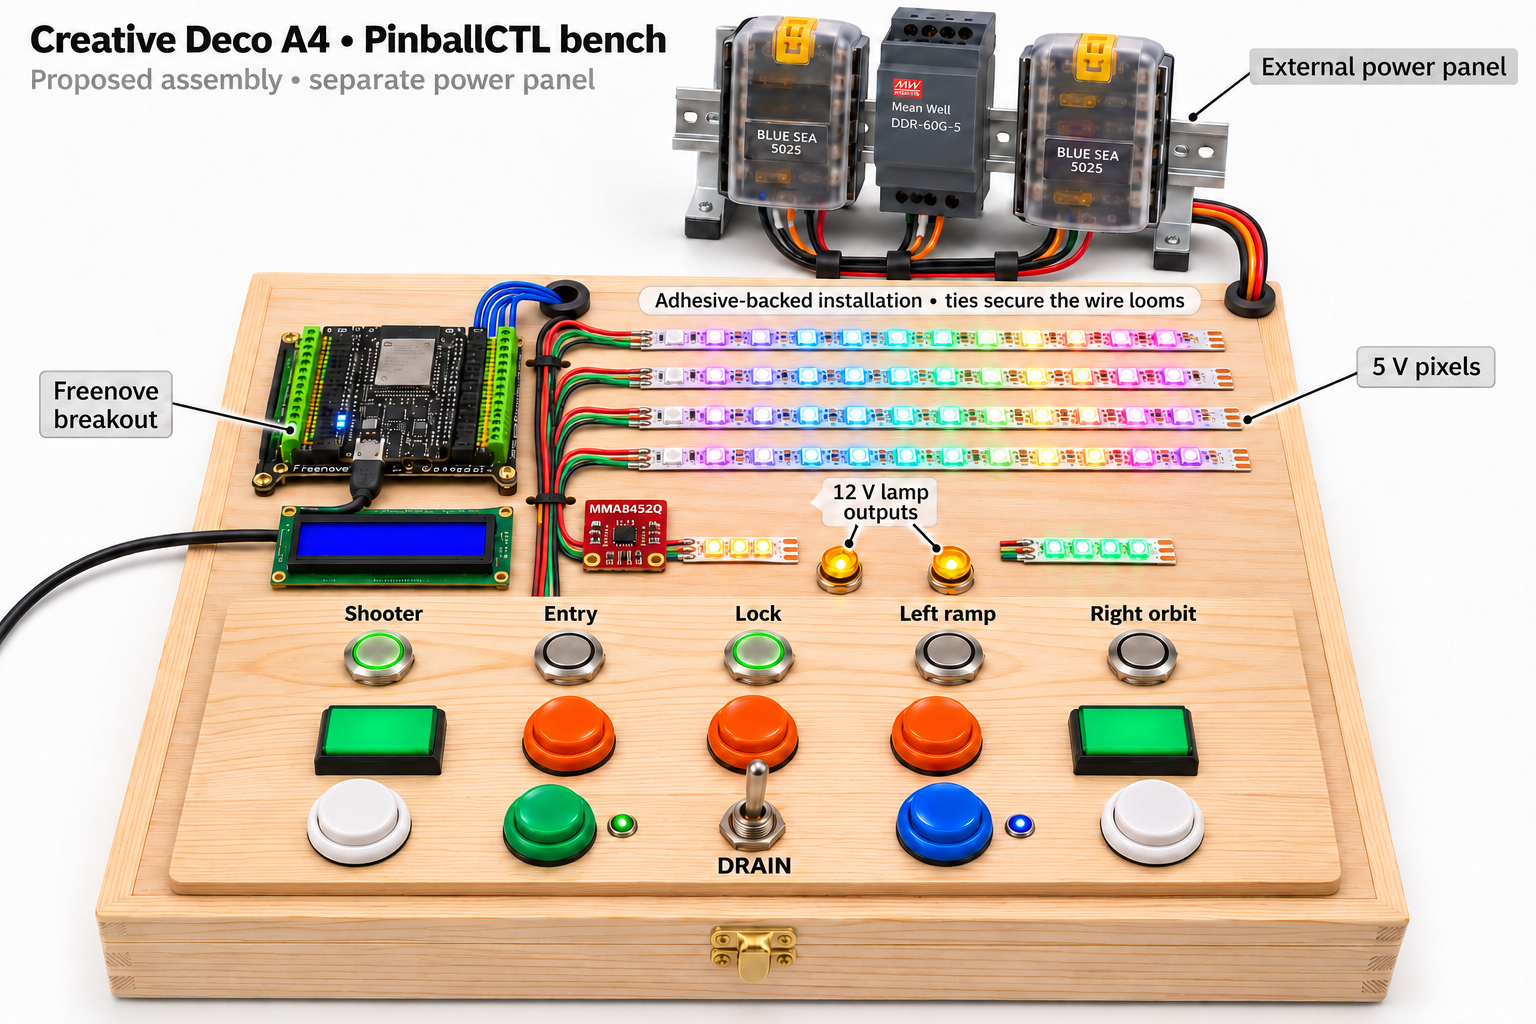 Creative Deco A4 • PinballCTL bench
Proposed assembly • separate power panel
External power panel
MW
Mean Well
DDR-60G-5
BLUE SEA
5025
BLUE SEA
5025
Adhesive-backed installation • ties secure the wire looms
5 V pixels
Freenove
breakout
Freenove
12 V lamp
outputs
MMA8452Q
Shooter
Entry
Lock
Left ramp
Right orbit
DRAIN